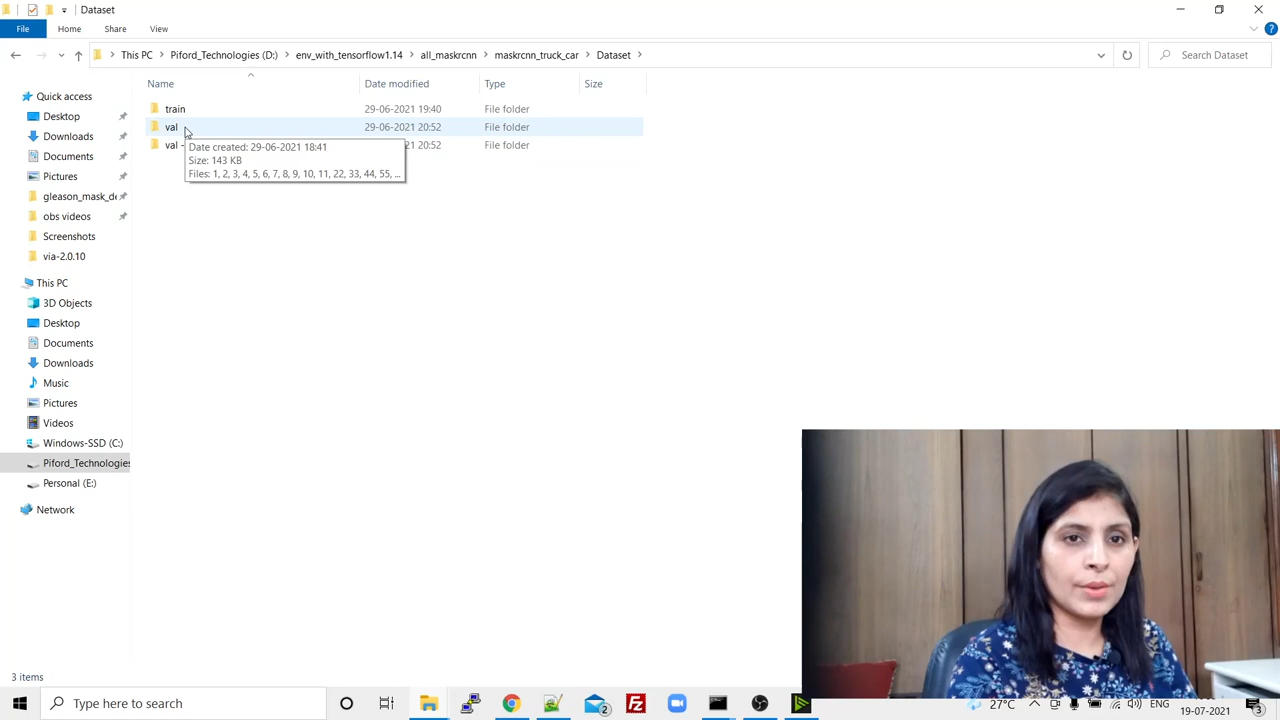 Dataset
File
Home
Share
View
This PC
Piford_Technologies (D:)
env_with_tensorflow1.14
all_maskrcnn
maskrcnn_truck_car
Dataset
Search Dataset
Name
Date modified
Type
Size
train
29-06-2021 19:40
File folder
val
29-06-2021 20:52
File folder
val -
21 20:52
File folder
Date created: 29-06-2021 18:41
Size: 143 KB
Files: 1, 2, 3, 4, 5, 6, 7, 8, 9, 10, 11, 22, 33, 44, 55, ...
Quick access
Desktop
Downloads
Documents
Pictures
gleason_mask_de
obs videos
Screenshots
via-2.0.10
This PC
3D Objects
Desktop
Documents
Downloads
Music
Pictures
Videos
Windows-SSD (C:)
Piford_Technologies
Personal (E:)
Network
3 items
Type here to search
2
27°C
ENG
19-07-2021
3